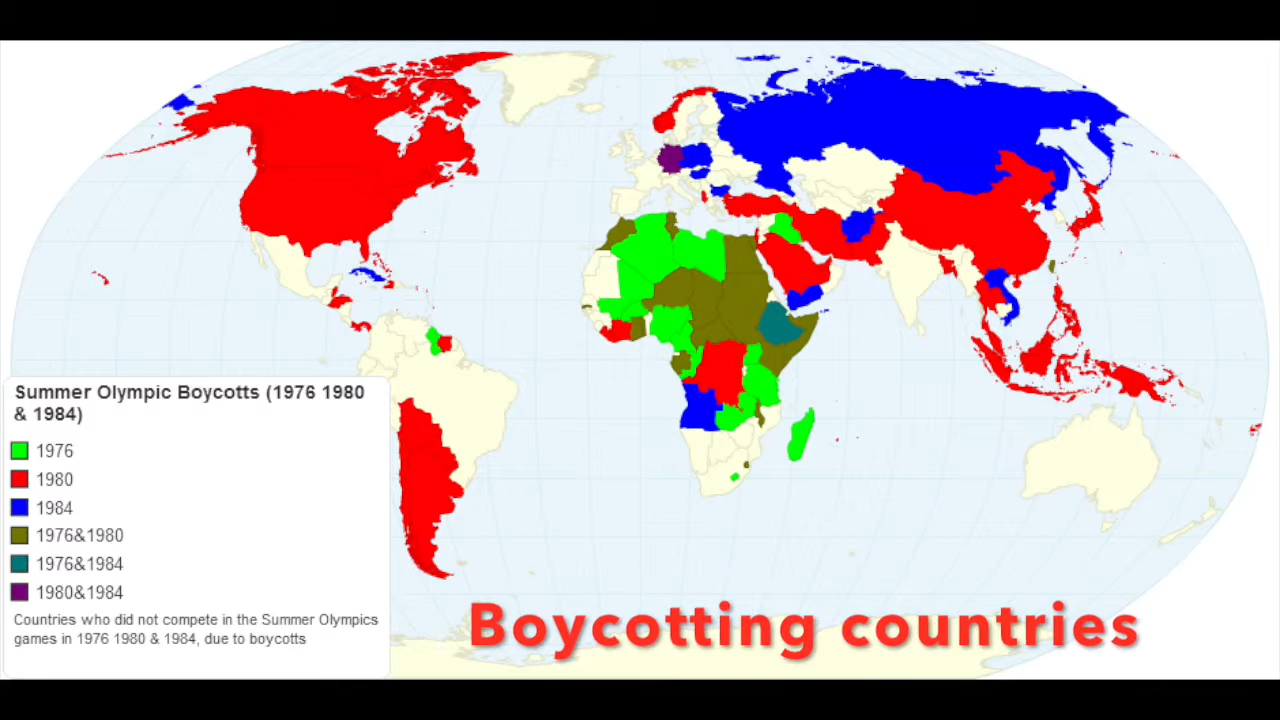 Summer Olympic Boycotts (1976 1980
& 1984)
1976
1980
1984
1976&1980
1976&1984
1980&1984
Countries who did not compete in the Summer Olympics
games in 1976 1980 & 1984, due to boycotts
Boycotting countries